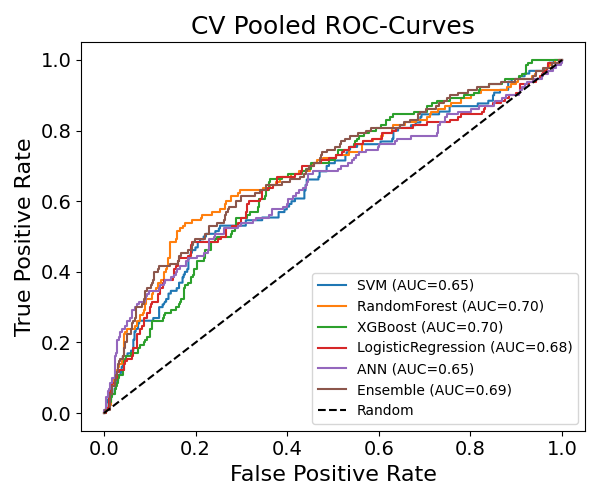 CV Pooled ROC-Curves
True Positive Rate
1.0
0.8
0.6
0.4
0.2
0.0
SVM (AUC=0.65)
RandomForest (AUC=0.70)
XGBoost (AUC=0.70)
LogisticRegression (AUC=0.68)
ANN (AUC=0.65)
Ensemble (AUC=0.69)
Random
0.0 0.2 0.4 0.6 0.8 1.0
False Positive Rate